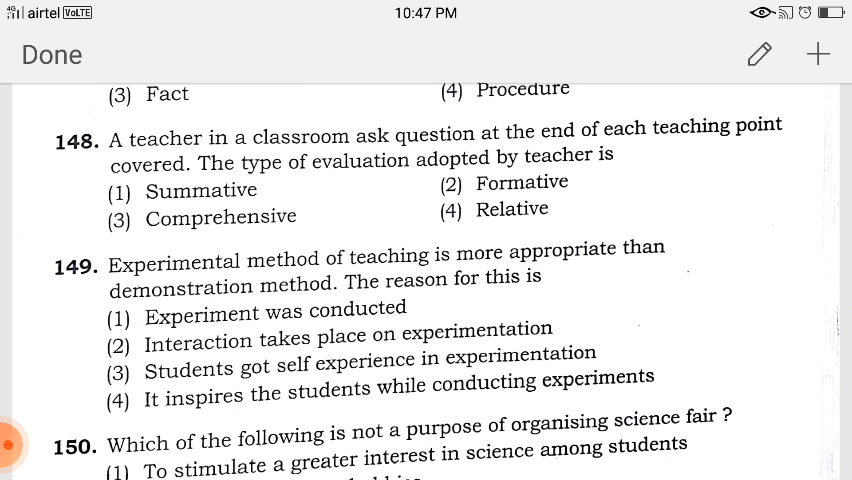 4G airtel VoLTE 10:47 PM
Done
(3) Fact (4) Procedure
148. A teacher in a classroom ask question at the end of each teaching point
covered. The type of evaluation adopted by teacher is
(1) Summative (2) Formative
(3) Comprehensive (4) Relative
149. Experimental method of teaching is more appropriate than
demonstration method. The reason for this is
(1) Experiment was conducted
(2) Interaction takes place on experimentation
(3) Students got self experience in experimentation
(4) It inspires the students while conducting experiments
150. Which of the following is not a purpose of organising science fair ?
(1) To stimulate a greater interest in science among students